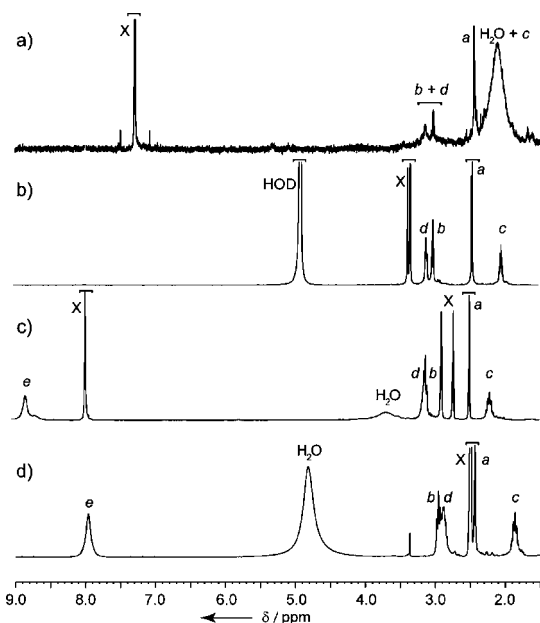 a)
X
b + d
a
H₂O + c
b)
HOD
X
d
b
a
c
c)
e
X
d
b
H₂O
X
a
c
d)
e
H₂O
b
d
X
a
c
9.0 8.0 7.0 6.0 5.0 4.0 3.0 2.0
← δ / ppm